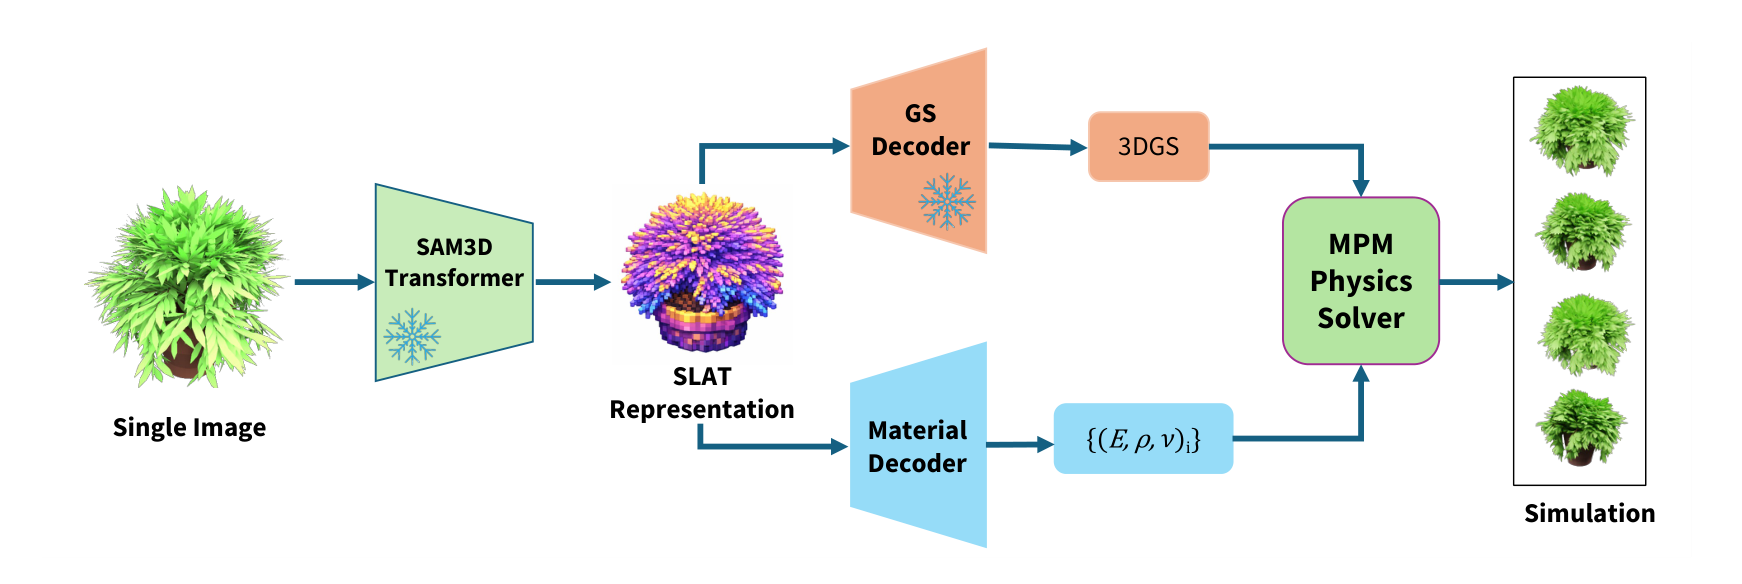 Single Image
SAM3D
Transformer
SLAT
Representation
GS
Decoder
3DGS
Material
Decoder
{(E, ρ, ν)i}
MPM
Physics
Solver
Simulation